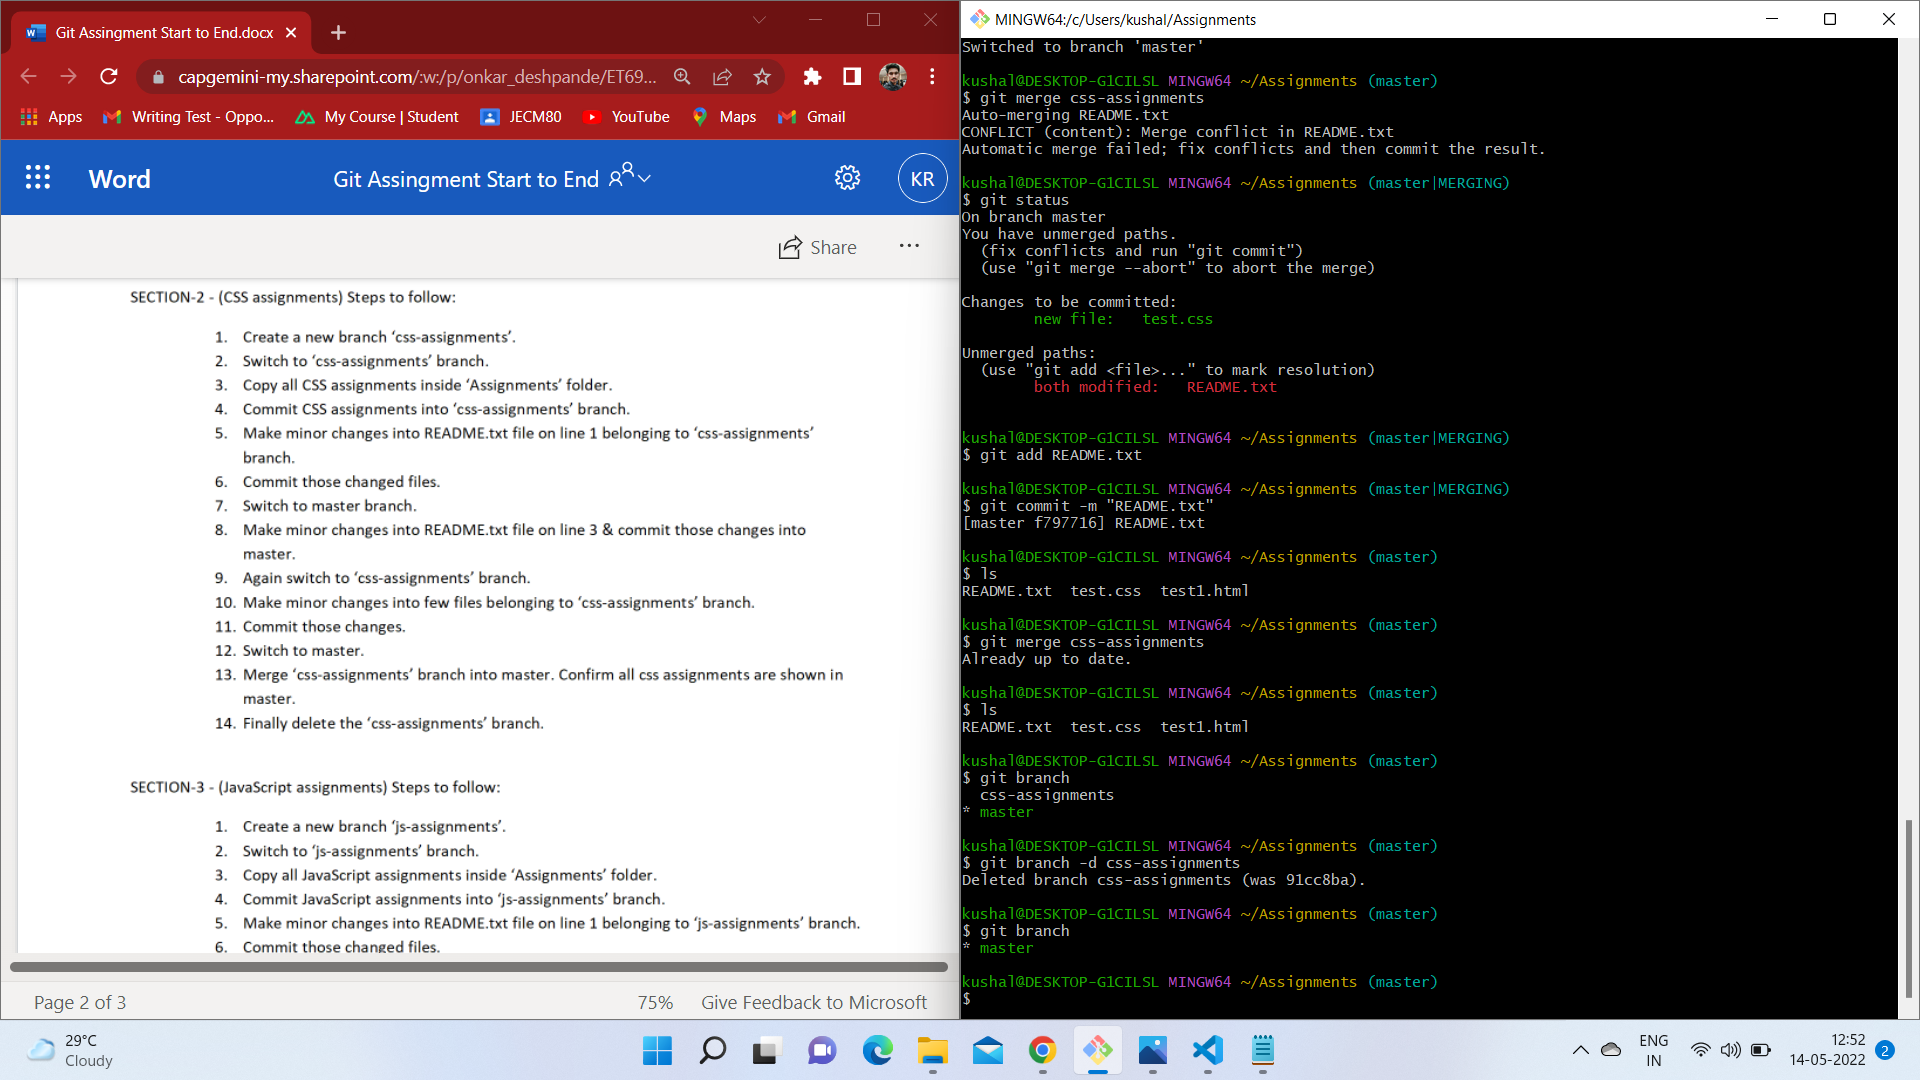 Git Assingment Start to End.docx
capgemini-my.sharepoint.com/:w:/p/onkar_deshpande/ET69...
Apps
Writing Test - Oppo...
My Course | Student
JECM80
YouTube
Maps
Gmail
Word
Git Assingment Start to End
KR
Share
SECTION-2 - (CSS assignments) Steps to follow:
1. Create a new branch ‘css-assignments’.
2. Switch to ‘css-assignments’ branch.
3. Copy all CSS assignments inside ‘Assignments’ folder.
4. Commit CSS assignments into ‘css-assignments’ branch.
5. Make minor changes into README.txt file on line 1 belonging to ‘css-assignments’
branch.
6. Commit those changed files.
7. Switch to master branch.
8. Make minor changes into README.txt file on line 3 & commit those changes into
master.
9. Again switch to ‘css-assignments’ branch.
10. Make minor changes into few files belonging to ‘css-assignments’ branch.
11. Commit those changes.
12. Switch to master.
13. Merge ‘css-assignments’ branch into master. Confirm all css assignments are shown in
master.
14. Finally delete the ‘css-assignments’ branch.
SECTION-3 - (JavaScript assignments) Steps to follow:
1. Create a new branch ‘js-assignments’.
2. Switch to ‘js-assignments’ branch.
3. Copy all JavaScript assignments inside ‘Assignments’ folder.
4. Commit JavaScript assignments into ‘js-assignments’ branch.
5. Make minor changes into README.txt file on line 1 belonging to ‘js-assignments’ branch.
6. Commit those changed files.
Page 2 of 3
75%
Give Feedback to Microsoft
MINGW64:/c/Users/kushal/Assignments
Switched to branch 'master'
kushal@DESKTOP-G1CILSL MINGW64 ~/Assignments (master)
$ git merge css-assignments
Auto-merging README.txt
CONFLICT (content): Merge conflict in README.txt
Automatic merge failed; fix conflicts and then commit the result.
kushal@DESKTOP-G1CILSL MINGW64 ~/Assignments (master|MERGING)
$ git status
On branch master
You have unmerged paths.
(fix conflicts and run "git commit")
(use "git merge --abort" to abort the merge)
Changes to be committed:
new file: test.css
Unmerged paths:
(use "git add <file>..." to mark resolution)
both modified: README.txt
kushal@DESKTOP-G1CILSL MINGW64 ~/Assignments (master|MERGING)
$ git add README.txt
kushal@DESKTOP-G1CILSL MINGW64 ~/Assignments (master|MERGING)
$ git commit -m "README.txt"
[master f797716] README.txt
kushal@DESKTOP-G1CILSL MINGW64 ~/Assignments (master)
$ ls
README.txt test.css test1.html
kushal@DESKTOP-G1CILSL MINGW64 ~/Assignments (master)
$ git merge css-assignments
Already up to date.
kushal@DESKTOP-G1CILSL MINGW64 ~/Assignments (master)
$ ls
README.txt test.css test1.html
kushal@DESKTOP-G1CILSL MINGW64 ~/Assignments (master)
$ git branch
css-assignments
* master
kushal@DESKTOP-G1CILSL MINGW64 ~/Assignments (master)
$ git branch -d css-assignments
Deleted branch css-assignments (was 91cc8ba).
kushal@DESKTOP-G1CILSL MINGW64 ~/Assignments (master)
$ git branch
* master
kushal@DESKTOP-G1CILSL MINGW64 ~/Assignments (master)
$
29°C
Cloudy
ENG
IN
12:52
14-05-2022
2